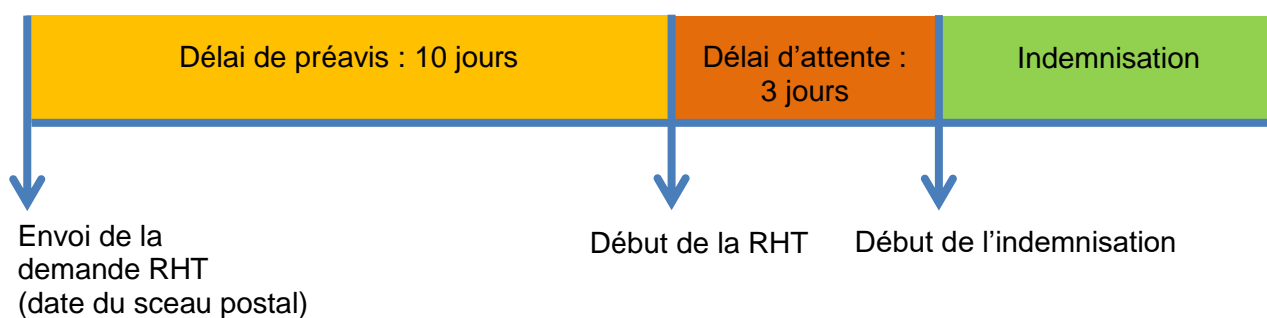 Délai de préavis : 10 jours
Délai d’attente :
3 jours
Indemnisation
Envoi de la
demande RHT
(date du sceau postal)
Début de la RHT
Début de l’indemnisation